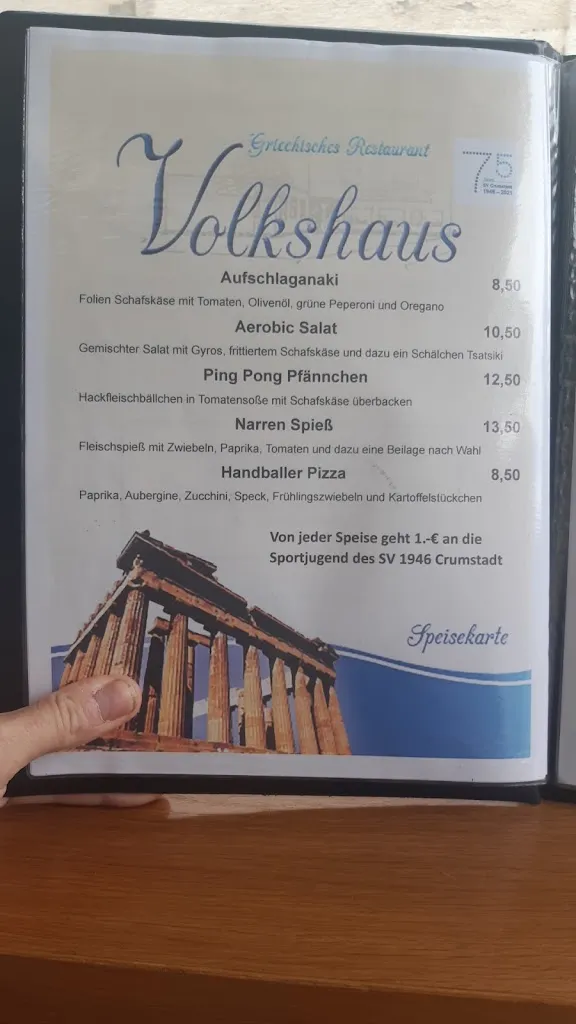 Griechisches Restaurant
75
Volkshaus
Aufschlaganaki 8,50
Folien Schafskäse mit Tomaten, Olivenöl, grüne Peperoni und Oregano
Aerobic Salat 10,50
Gemischter Salat mit Gyros, frittiertem Schafskäse und dazu ein Schälchen Tsatsiki
Ping Pong Pfännchen 12,50
Hackfleischbällchen in Tomatensoße mit Schafskäse überbacken
Narren Spieß 13,50
Fleischspieß mit Zwiebeln, Paprika, Tomaten und dazu eine Beilage nach Wahl
Handballer Pizza 8,50
Paprika, Aubergine, Zucchini, Speck, Frühlingszwiebeln und Kartoffelstückchen
Von jeder Speise geht 1.-€ an die
Sportjugend des SV 1946 Crumstadt
Speisekarte